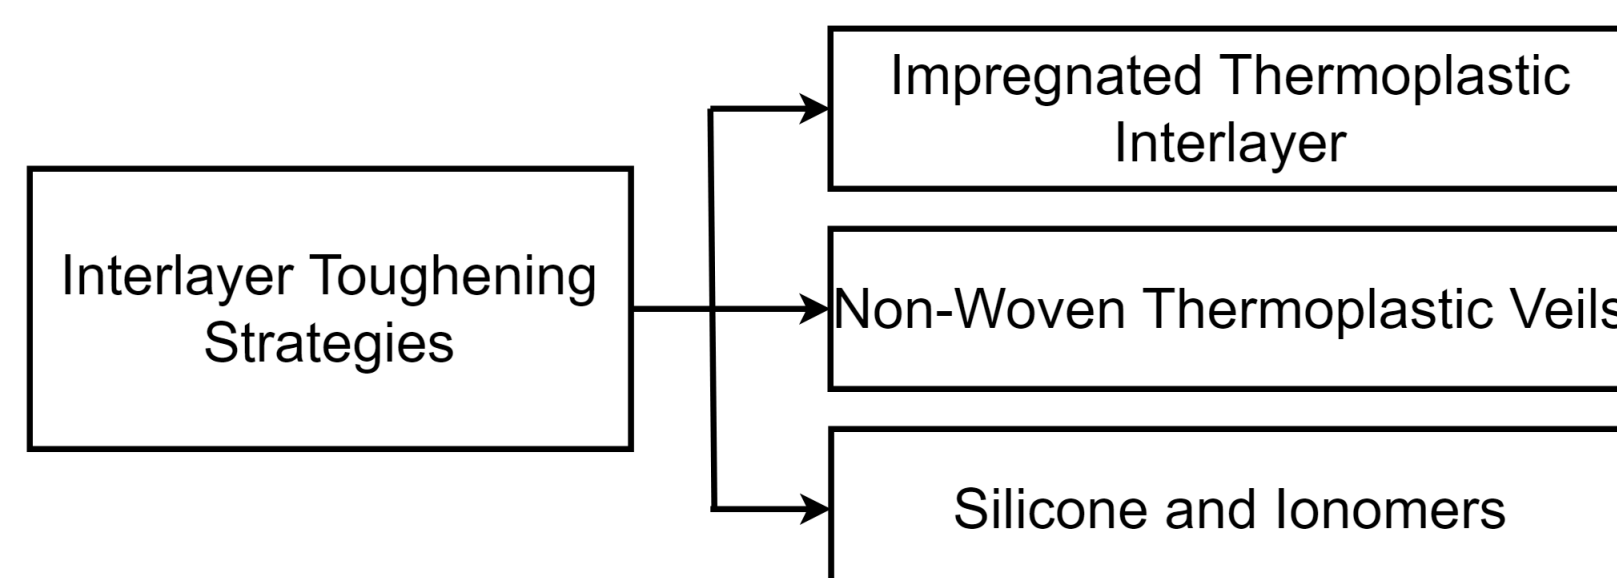 Interlayer Toughening
Strategies
Impregnated Thermoplastic
Interlayer
Non-Woven Thermoplastic Veils
Silicone and Ionomers